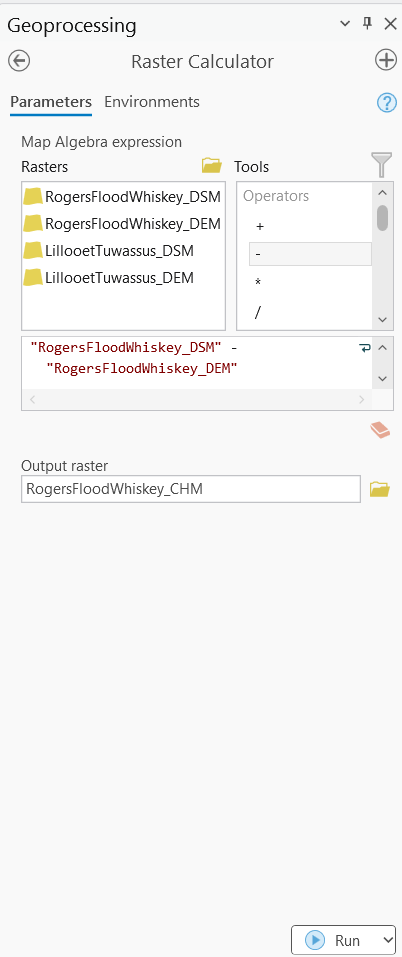 Geoprocessing
Raster Calculator
Parameters Environments
?
Map Algebra expression
Rasters
RogersFloodWhiskey_DSM
RogersFloodWhiskey_DEM
LillooetTuwassus_DSM
LillooetTuwassus_DEM
Tools
Operators
+
-
*
/
"RogersFloodWhiskey_DSM" -
"RogersFloodWhiskey_DEM"
Output raster
RogersFloodWhiskey_CHM
Run